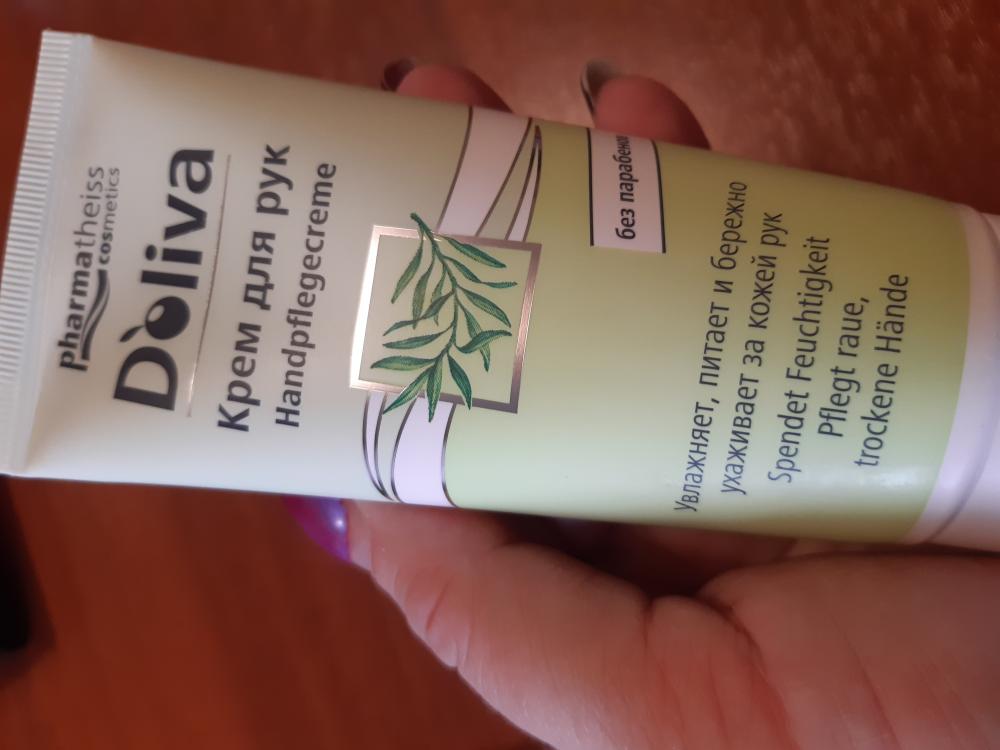 pharmatheiss
cosmetics
D'oliva
Крем для рук
Handpflegecreme
без парабенов
Увлажняет, питает и бережно
ухаживает за кожей рук
Spendet Feuchtigkeit
Pflegt raue,
trockene Hände